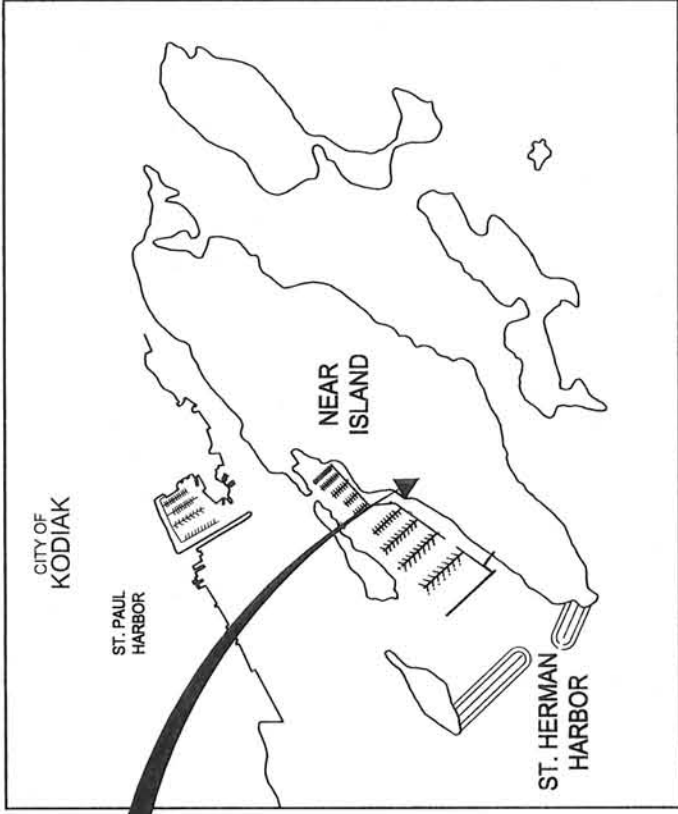 CITY OF
KODIAK
ST. PAUL
HARBOR
NEAR
ISLAND
ST. HERMAN
HARBOR